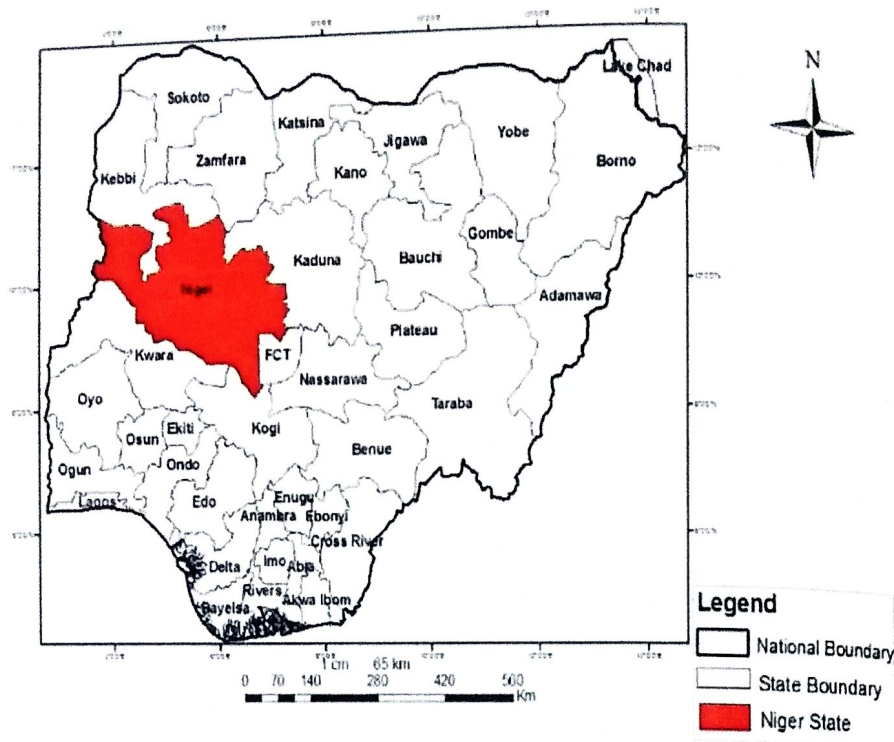 N
Lake Chad
Sokoto
Katsina
Yobe
Jigawa
Borno
Zamfara
Kano
Kebbi
Gombe
Kaduna
Bauchi
Niger
Adamawa
Plateau
Kwara
FCT
Nassarawa
Oyo
Taraba
Kogi
Ekiti
Osun
Benue
Ondo
Ogun
Enugu
Lagos
Edo
Anambra
Ebonyi
Cross River
Imo
Abia
Delta
Rivers
Akwa Ibom
Bayelsa
1 cm 65 km
0 70 140 280 420 560
Km
Legend
National Boundary
State Boundary
Niger State